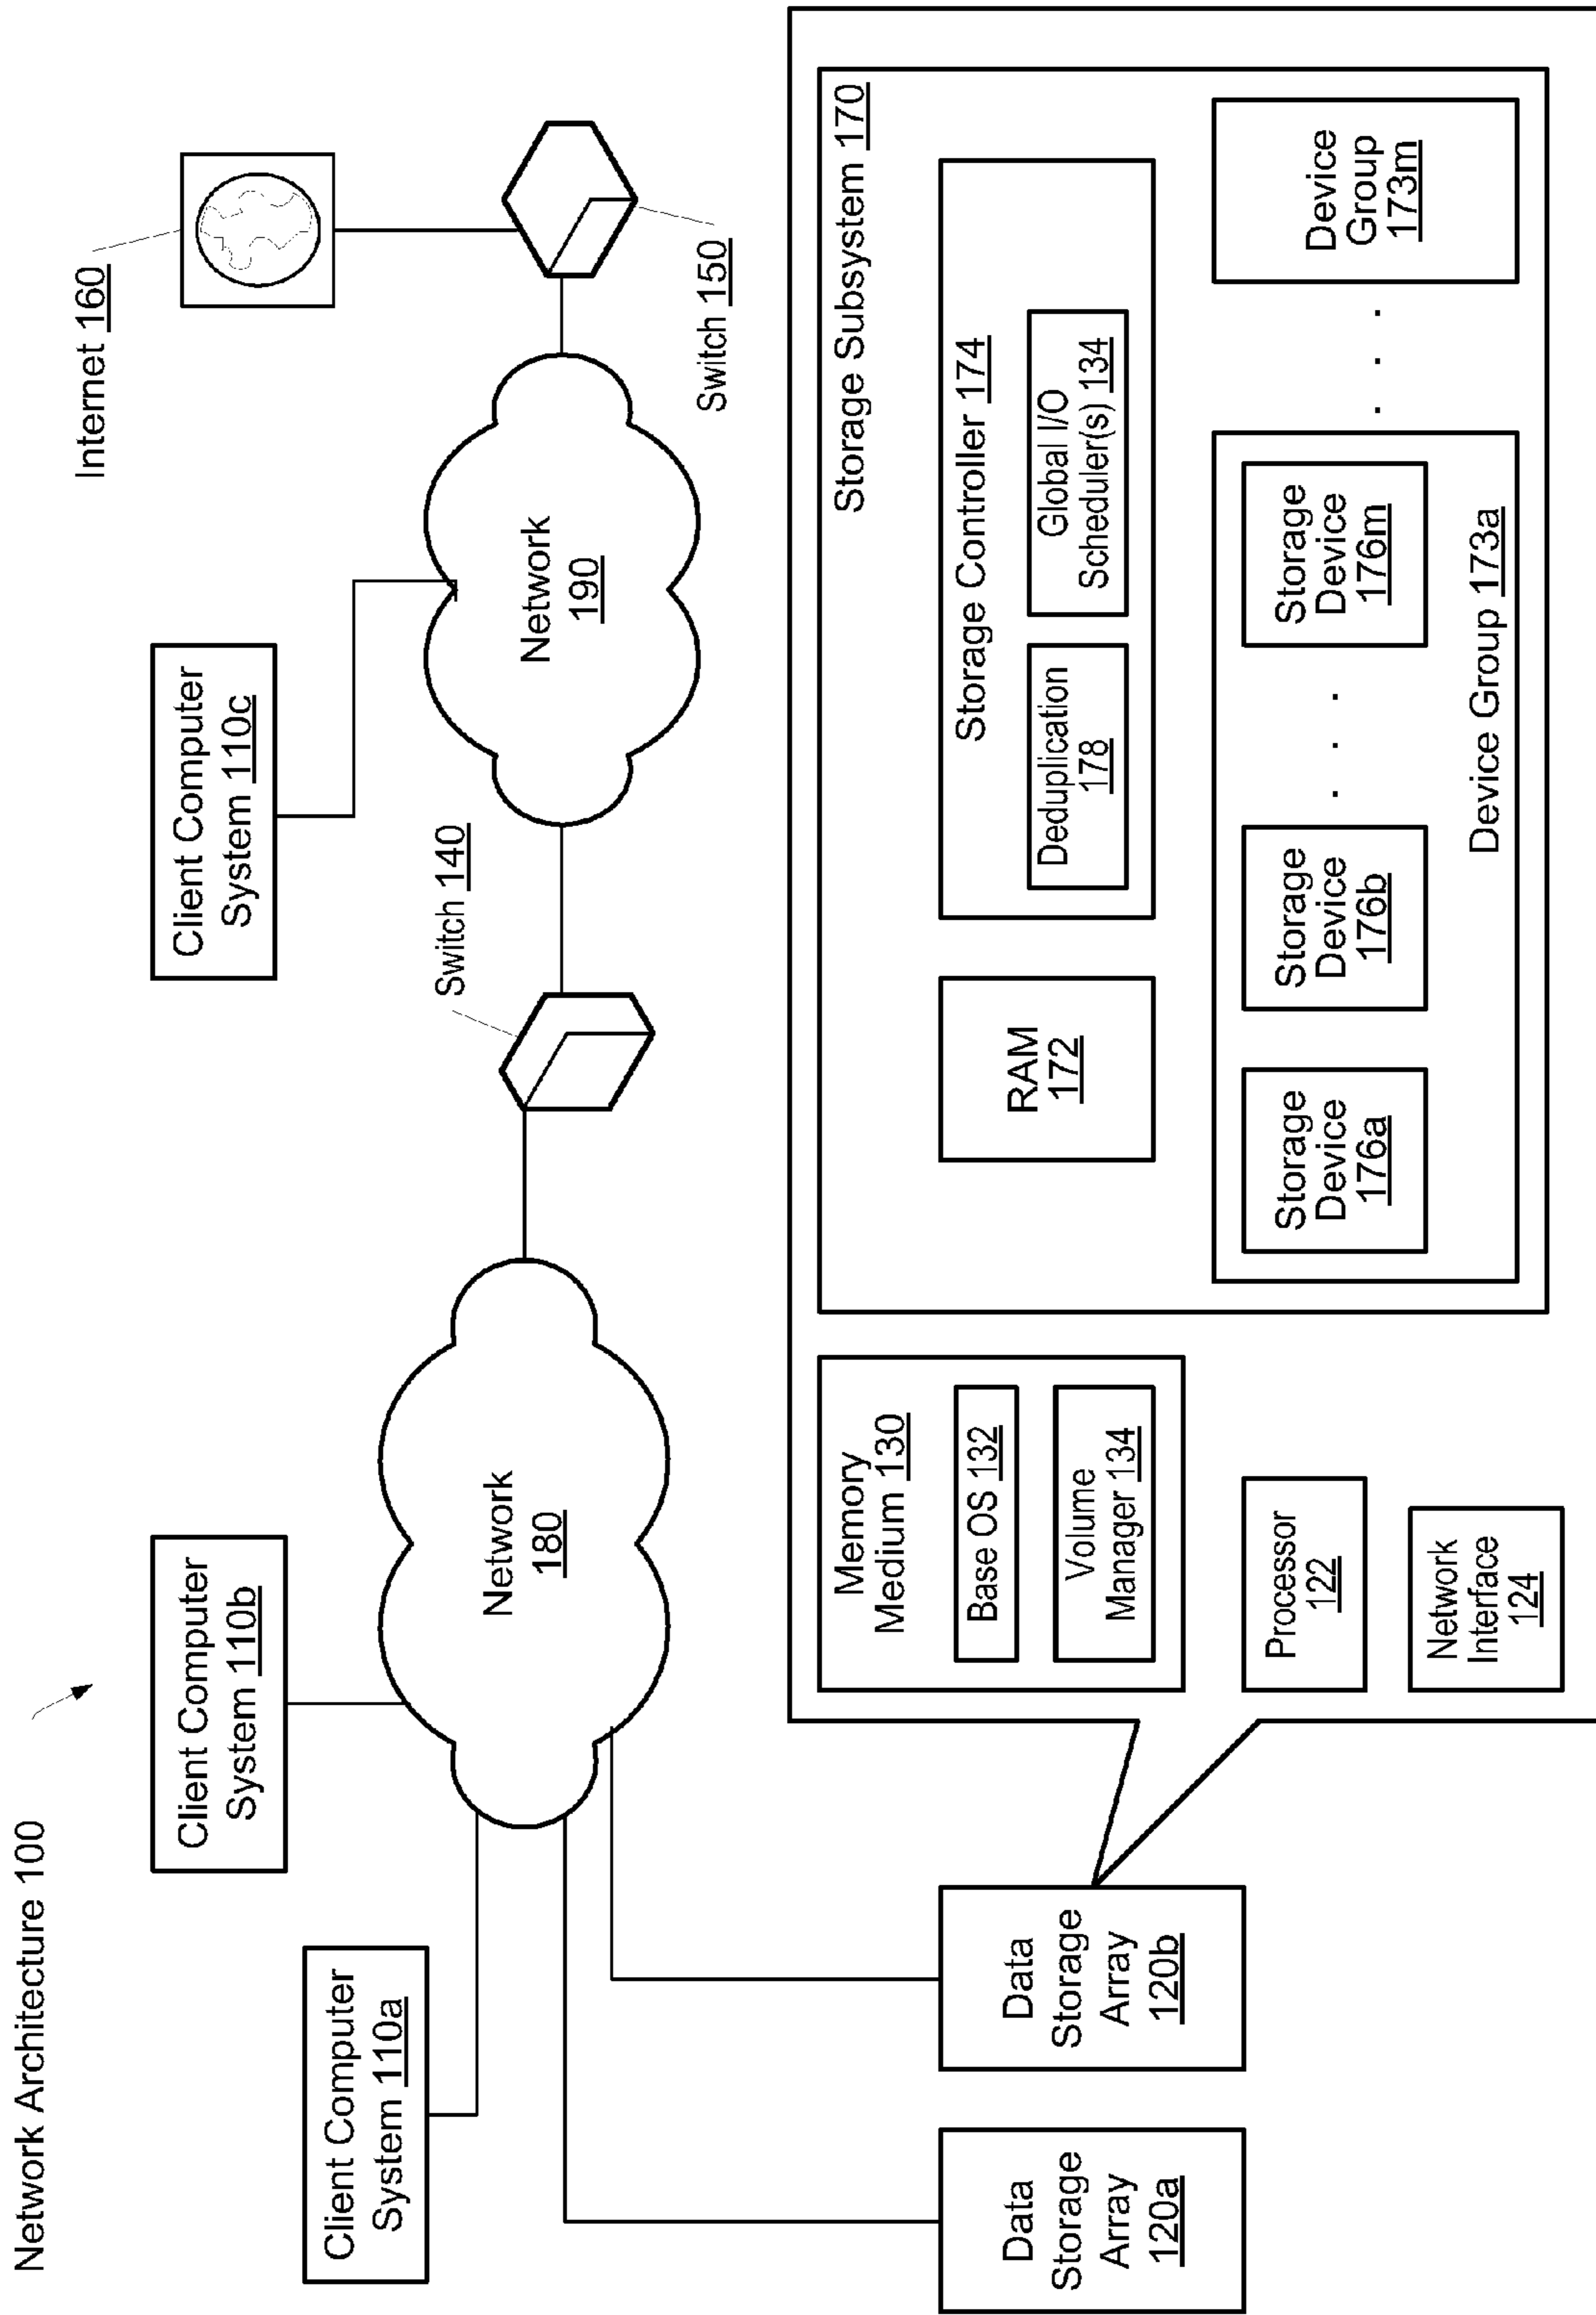 Network Architecture 100
Internet 160
Client Computer
System 110c
Client Computer
System 110b
Client Computer
System 110a
Switch 140
Switch 150
Network
180
Network
190
Data
Storage
Array
120a
Data
Storage
Array
120b
Memory
Medium 130
Base OS 132
Volume
Manager 134
Processor
122
Network
Interface
124
Storage Subsystem 170
RAM
172
Storage Controller 174
Deduplication
178
Global I/O
Scheduler(s) 134
Storage
Device
176a
Storage
Device
176b
. . .
Storage
Device
176m
Device Group 173a
. . .
Device
Group
173m